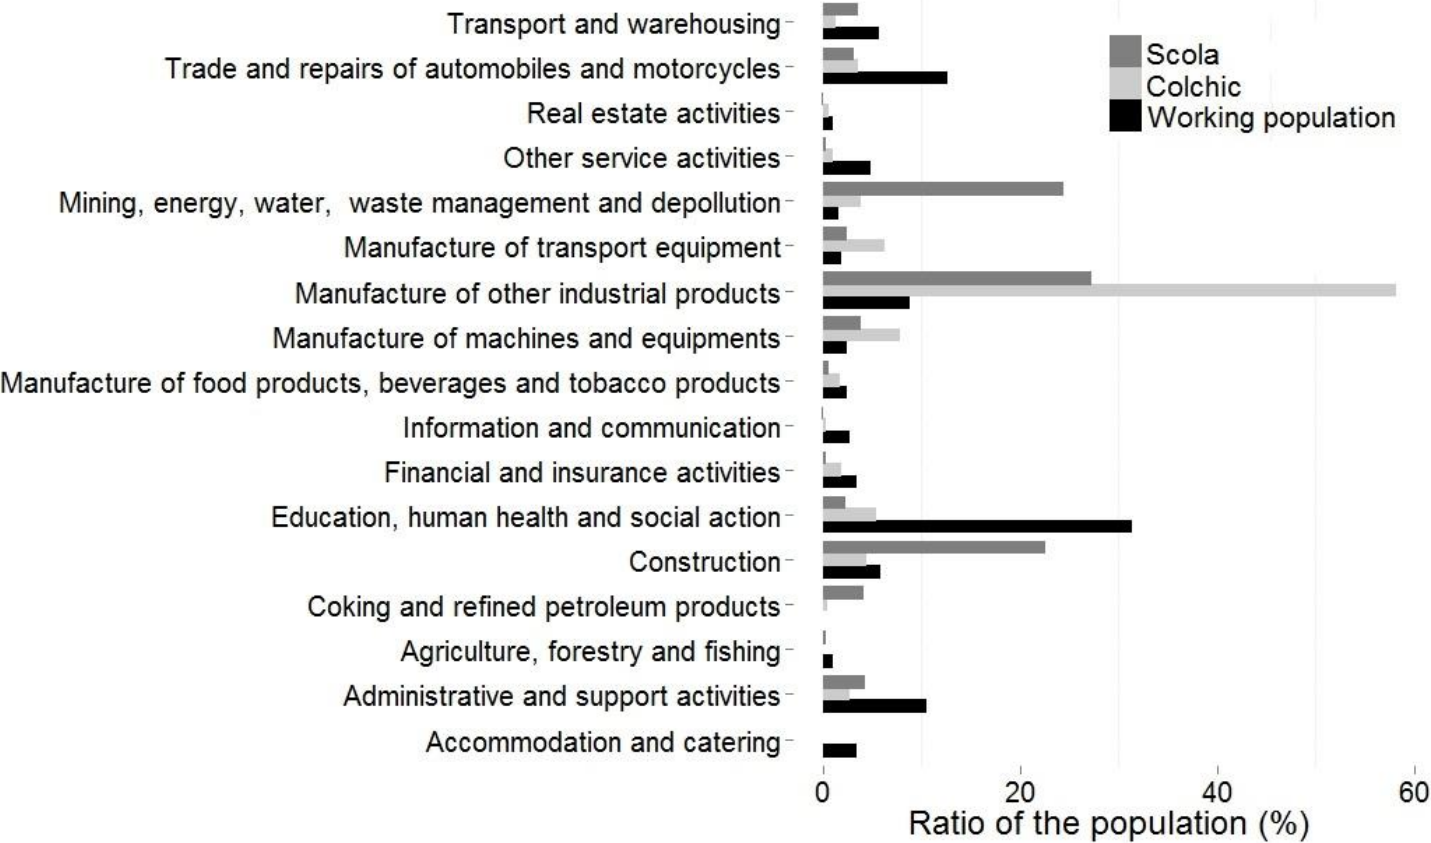 Transport and warehousing
Trade and repairs of automobiles and motorcycles
Real estate activities
Other service activities
Mining, energy, water,  waste management and depollution
Manufacture of transport equipment
Manufacture of other industrial products
Manufacture of machines and equipments
Manufacture of food products, beverages and tobacco products
Information and communication
Financial and insurance activities
Education, human health and social action
Construction
Coking and refined petroleum products
Agriculture, forestry and fishing
Administrative and support activities
Accommodation and catering
Scola
Colchic
Working population
0 20 40 60
Ratio of the population (%)